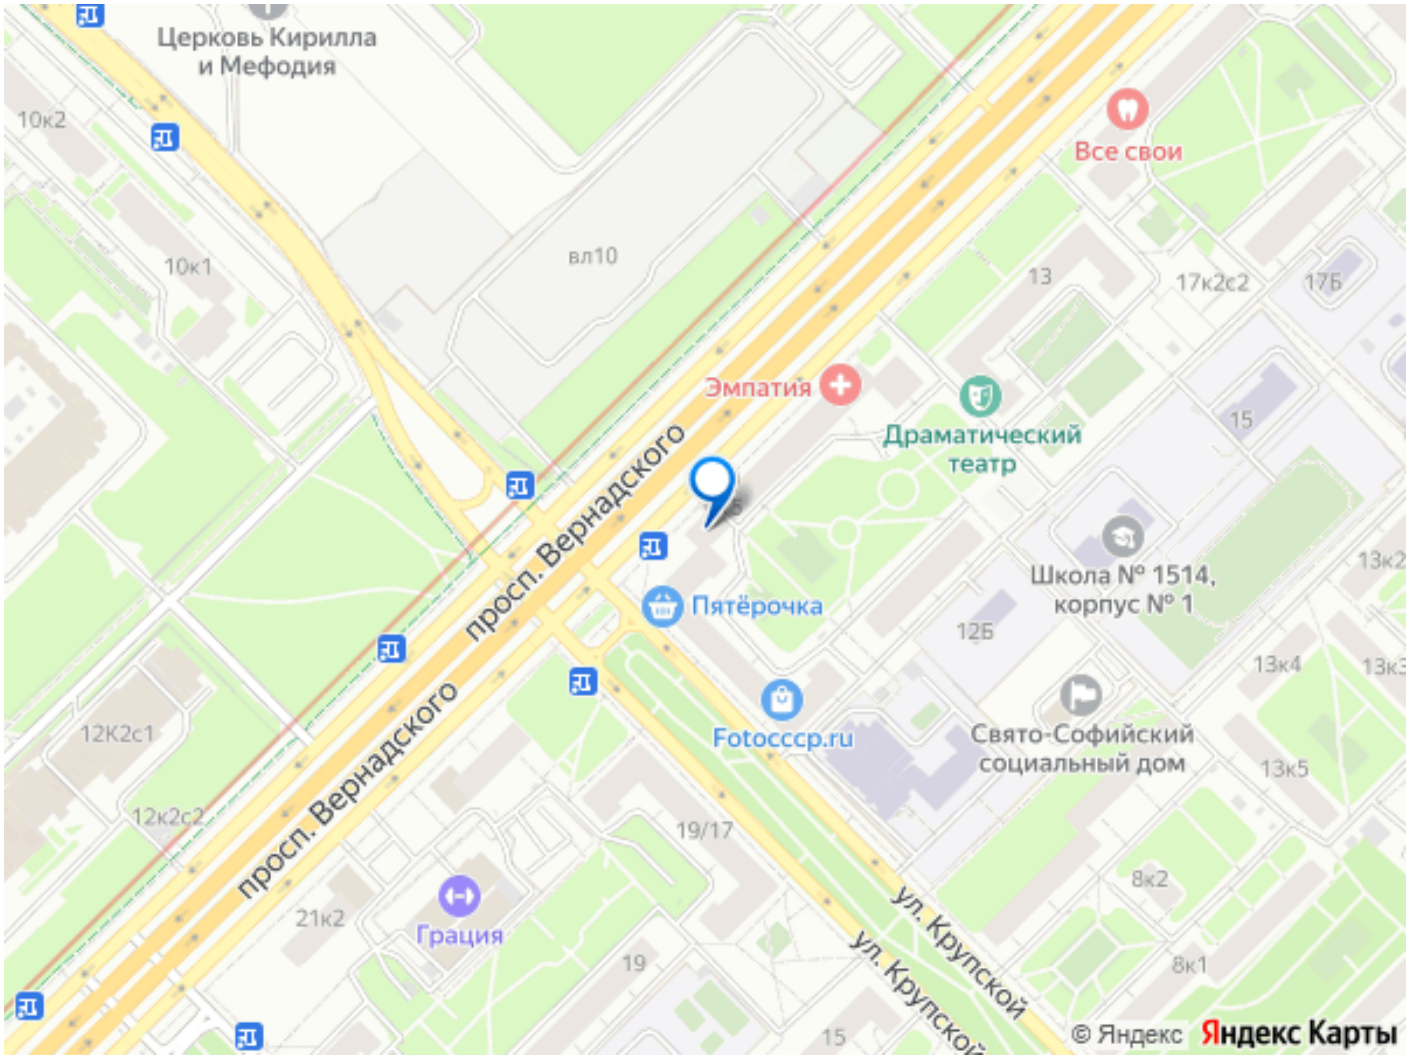 Церковь Кирилла
и Мефодия
10к2
Все свои
вл10
10к1
13
17к2с2
17Б
Эмпатия
Драматический
театр
15
просп. Вернадского
Школа № 1514,
корпус № 1
13к2
Пятёрочка
12Б
13к4
13к3
12К2с1
Fotocccp.ru
Свято-Софийский
социальный дом
13к5
просп. Вернадского
12к2с2
19/17
8к2
21к2
Грация
ул. Крупской
19
8к1
ул. Крупской
15
© Яндекс Яндекс Карты